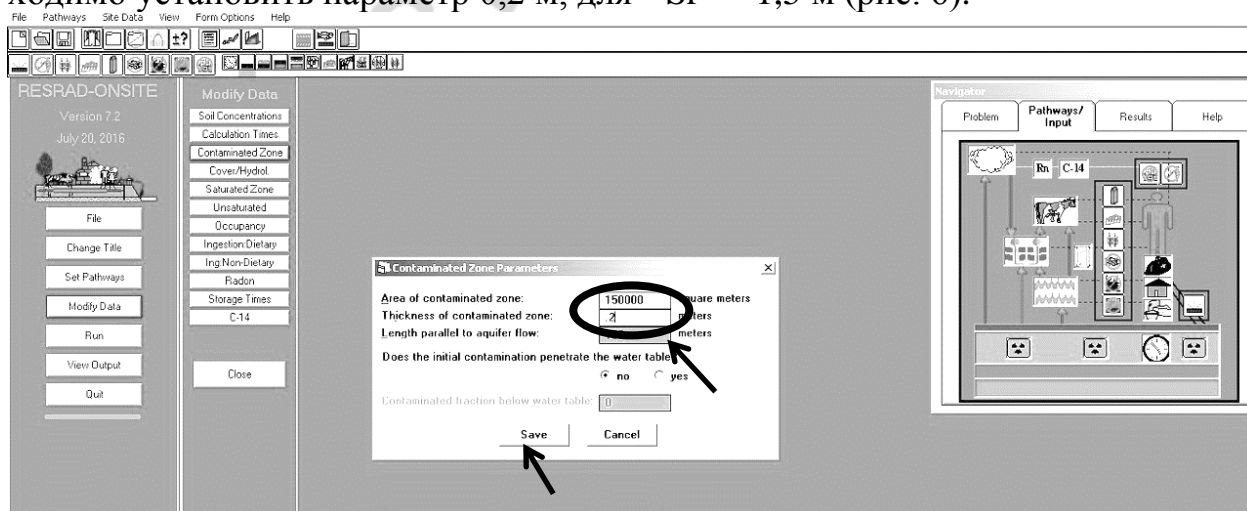 ходимо установить параметр 0,2 м, для
1,5 м (рис. 6).
File Pathways Site Data View Form Options Help
RESRAD-ONSITE
Version 7.2
July 20, 2016
File
Change Title
Set Pathways
Modify Data
Run
View Output
Quit
Modify Data
Soil Concentrations
Calculation Times
Contaminated Zone
Cover/Hydrol.
Saturated Zone
Unsaturated
Occupancy
Ingestion:Dietary
Ing:Non-Dietary
Radon
Storage Times
C-14
Close
Contaminated Zone Parameters
Area of contaminated zone: 150000 square meters
Thickness of contaminated zone: .2 meters
Length parallel to aquifer flow: meters
Does the initial contamination penetrate the water table
no yes
Contaminated fraction below water table: 0
Save Cancel
Navigator
Problem Pathways/ Input Results Help
Rn C-14